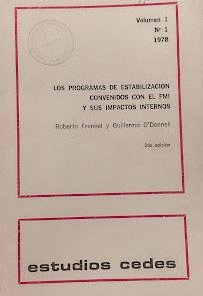 Volumen 1
Nº 1
1978
LOS PROGRAMAS DE ESTABILIZACION
CONVENIDOS CON EL FMI
Y SUS IMPACTOS INTERNOS
Roberto Frenkel y Guillermo O'Donnell
2da. edición
estudios cedes